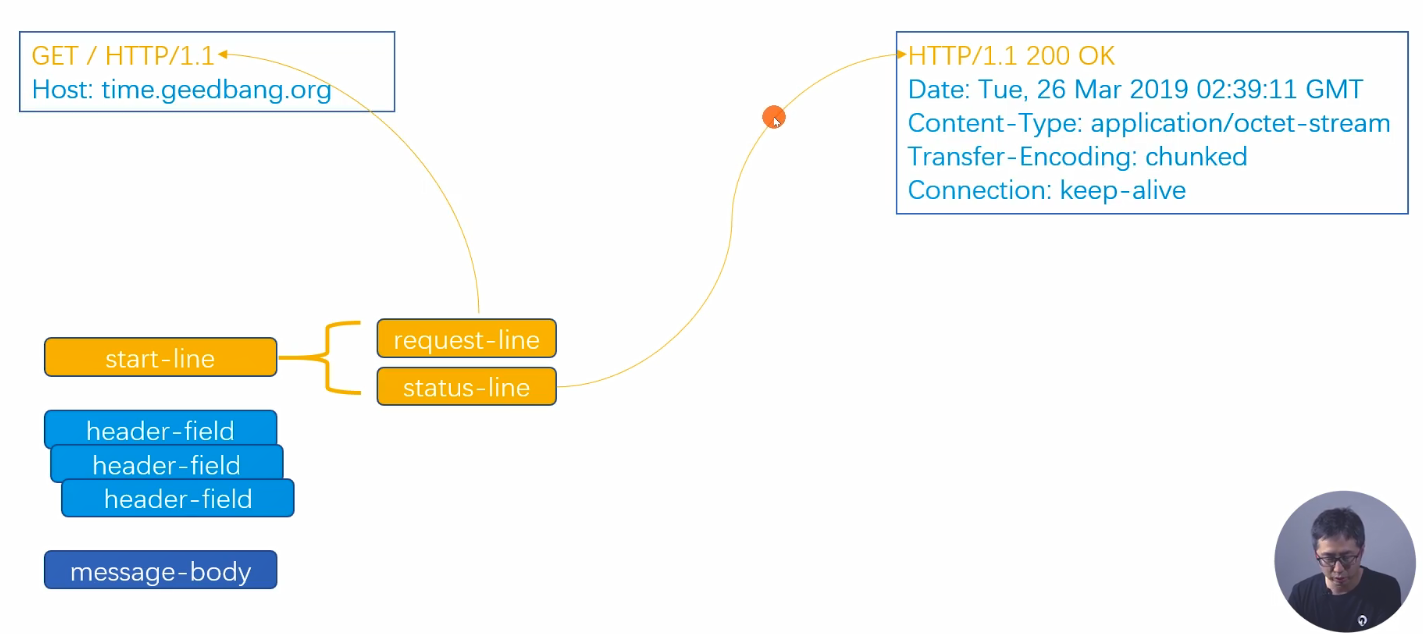 GET / HTTP/1.1
Host: time.geedbang.org
HTTP/1.1 200 OK
Date: Tue, 26 Mar 2019 02:39:11 GMT
Content-Type: application/octet-stream
Transfer-Encoding: chunked
Connection: keep-alive
start-line
request-line
status-line
header-field
header-field
header-field
message-body